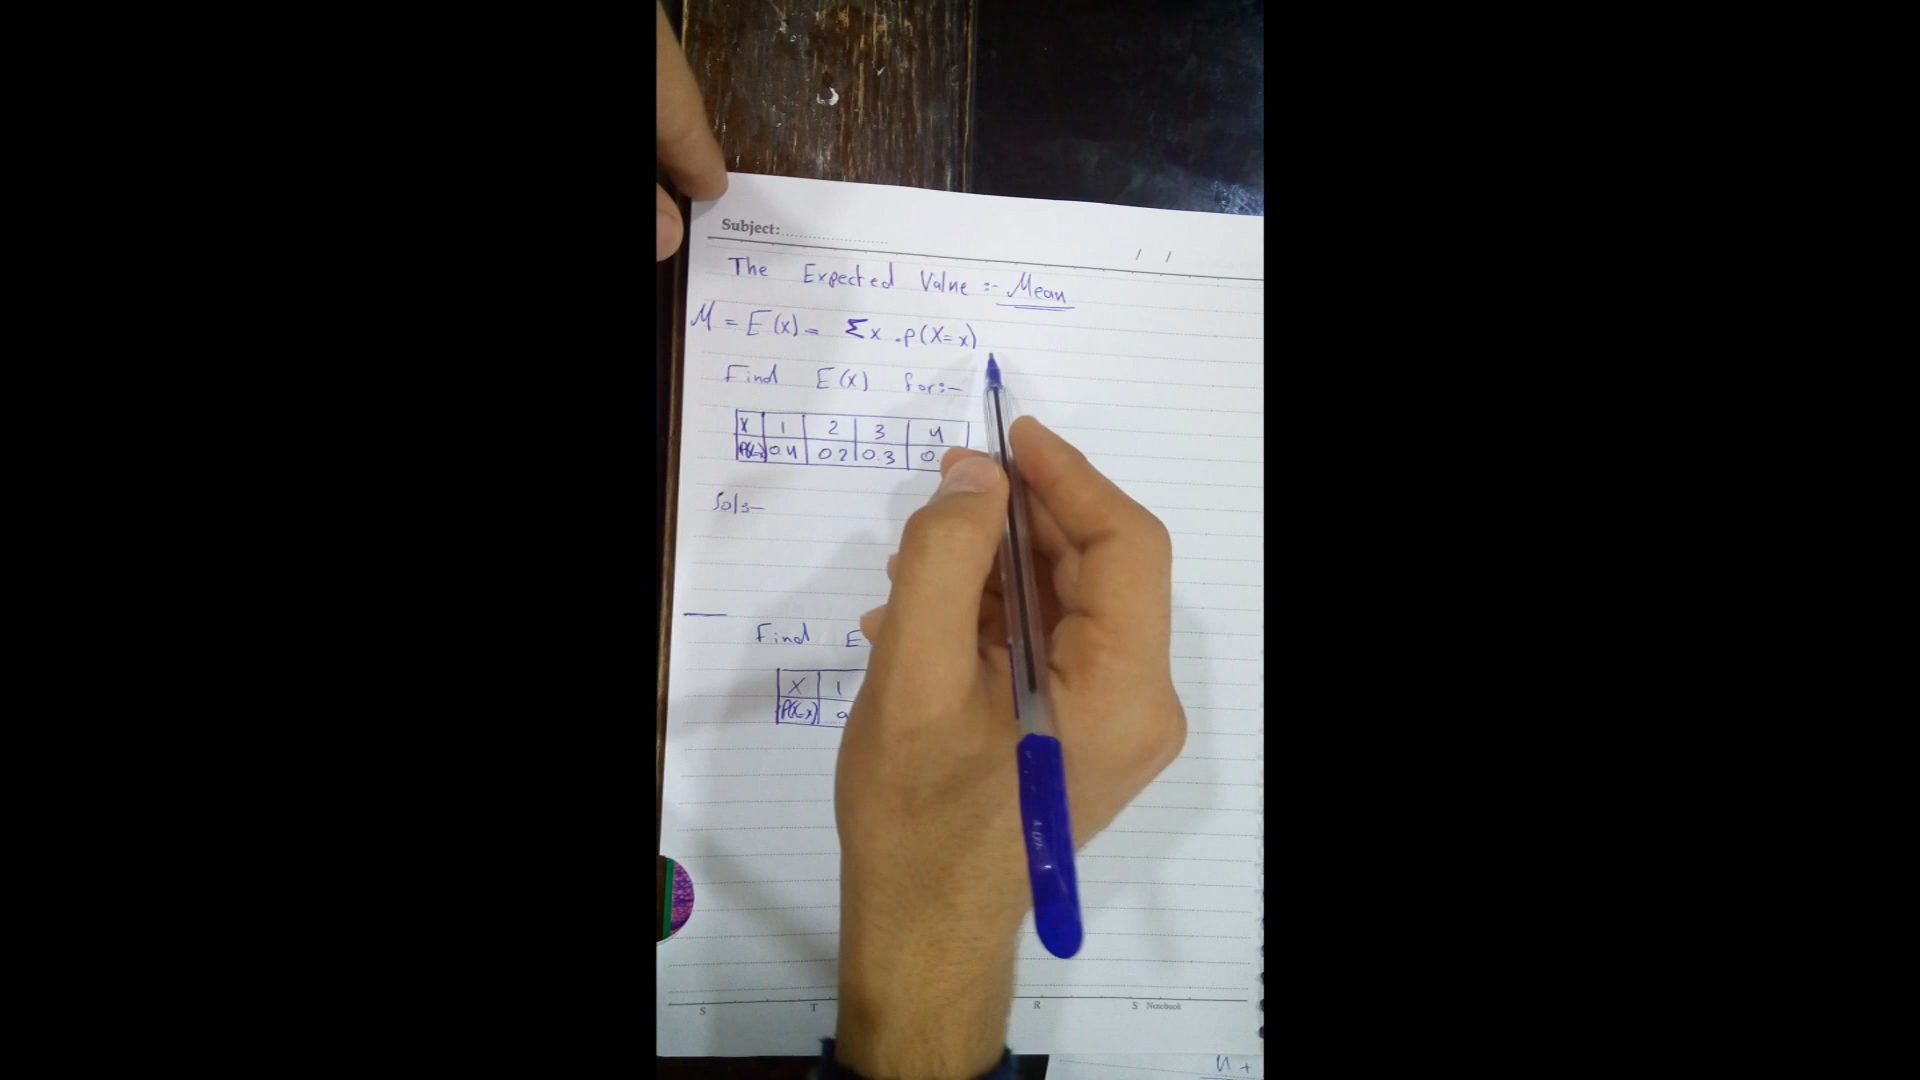 Subject:
/ /
The Expected Value :- Mean
M = E(x) = Σx . p(X=x)
Find E(x) for:-
X 1 2 3 4
P(X=x) 0.4 0.2 0.3 0.
Sol:-
Find E
X 1
P(X=x) a
S T R S Notebook